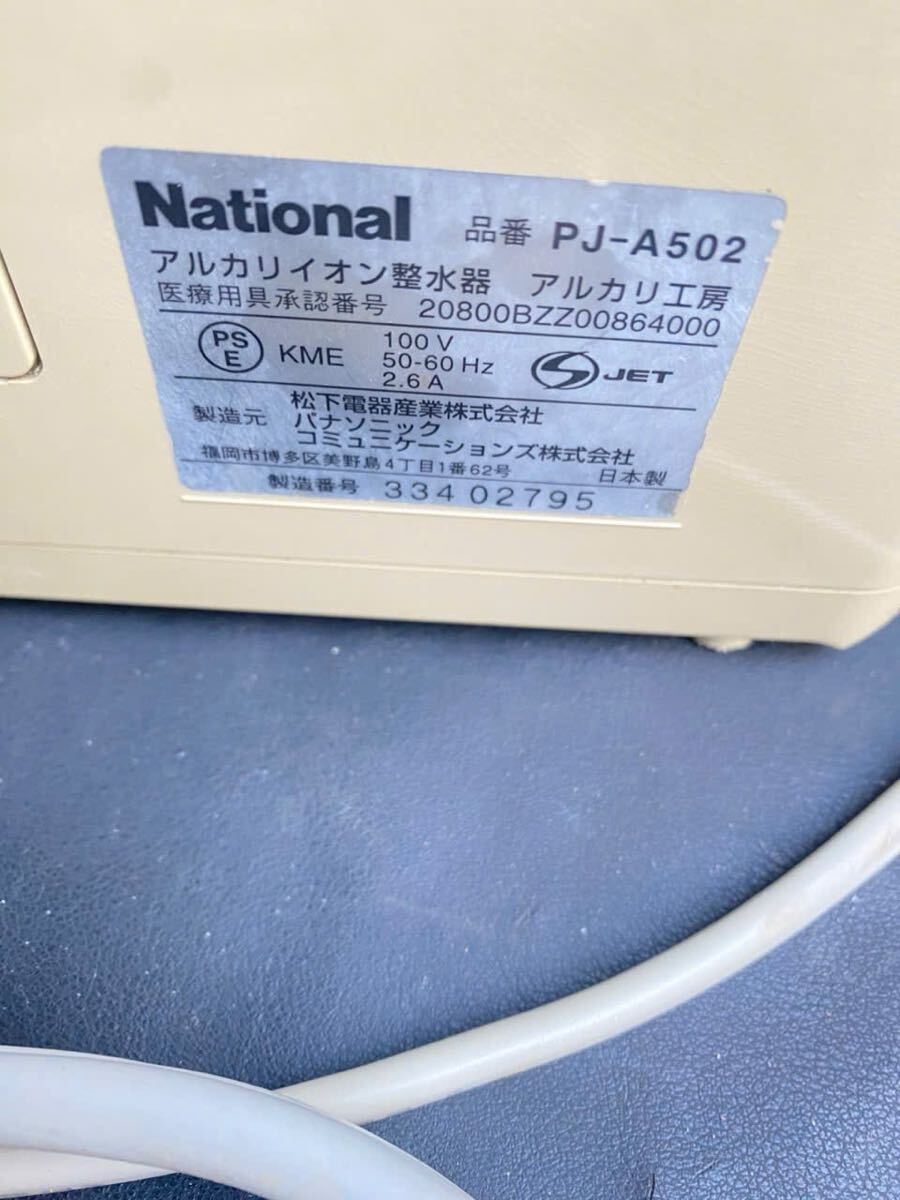 National 品番 PJ-A502
アルカリイオン整水器 アルカリ工房
医療用具承認番号 20800BZZ00864000
PS E KME 100 V 50-60 Hz 2.6 A S JET
製造元 松下電器産業株式会社
パナソニック
コミュニケーションズ株式会社
福岡市博多区美野島4丁目1番62号 日本製
製造番号 33402795